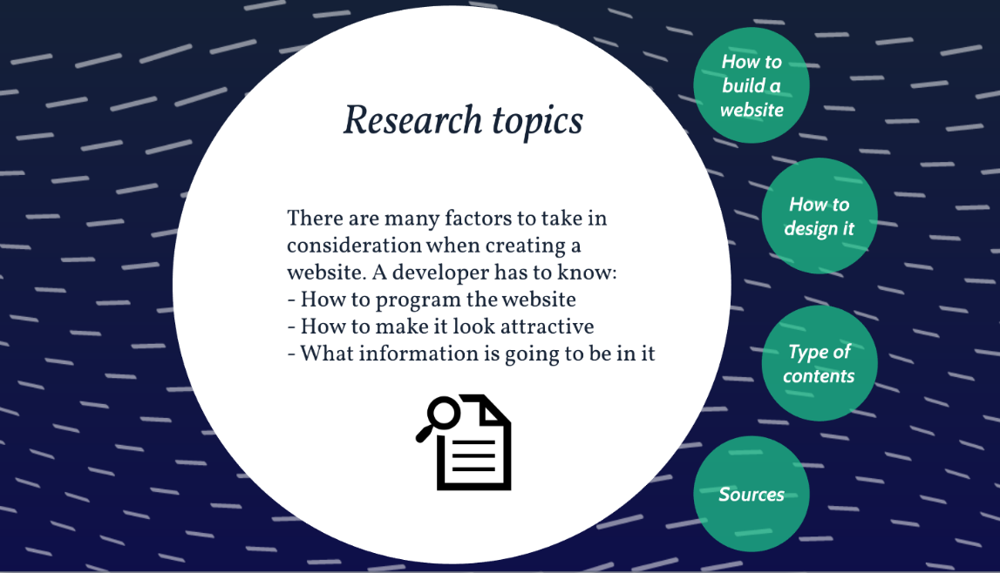 Research topics
There are many factors to take in
consideration when creating a
website. A developer has to know:
- How to program the website
- How to make it look attractive
- What information is going to be in it
How to
build a
website
How to
design it
Type of
contents
Sources